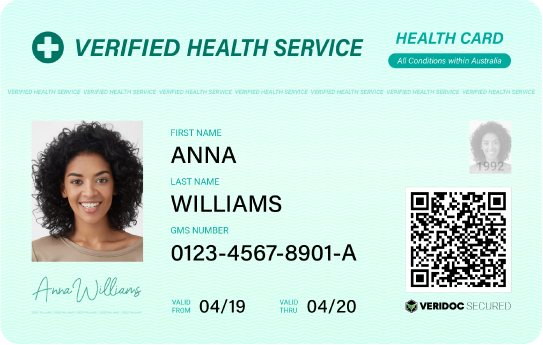 VERIFIED HEALTH SERVICE
HEALTH CARD
All Conditions within Australia
VERIFIED HEALTH SERVICE VERIFIED HEALTH SERVICE VERIFIED HEALTH SERVICE VERIFIED HEALTH SERVICE VERIFIED HEALTH SERVICE VERIFIED HEALTH SERVICE VERIFIED HEALTH SERVICE
FIRST NAME
ANNA
1992
LAST NAME
WILLIAMS
GMS NUMBER
0123-4567-8901-A
Anna Williams
VALID FROM 04/19
VALID THRU 04/20
VERIDOC SECURED